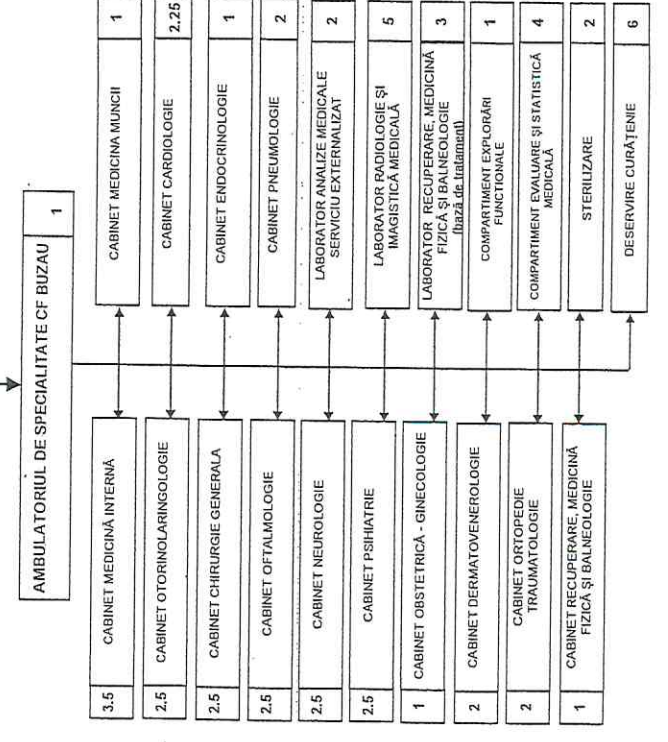 AMBULATORIUL DE SPECIALITATE CF BUZAU
1
3.5
CABINET MEDICINĂ INTERNĂ
2.5
CABINET OTORINOLARINGOLOGIE
2.5
CABINET CHIRURGIE GENERALA
2.5
CABINET OFTALMOLOGIE
2.5
CABINET NEUROLOGIE
2.5
CABINET PSIHIATRIE
1
CABINET OBSTETRICĂ - GINECOLOGIE
2
CABINET DERMATOVENEROLOGIE
2
CABINET ORTOPEDIE
TRAUMATOLOGIE
1
CABINET RECUPERARE, MEDICINĂ
FIZICĂ ŞI BALNEOLOGIE
CABINET MEDICINA MUNCII
1
CABINET CARDIOLOGIE
2.25
CABINET ENDOCRINOLOGIE
1
CABINET PNEUMOLOGIE
2
LABORATOR ANALIZE MEDICALE
SERVICIU EXTERNALIZAT
2
LABORATOR RADIOLOGIE ŞI
IMAGISTICĂ MEDICALĂ
5
LABORATOR RECUPERARE, MEDICINĂ
FIZICĂ ŞI BALNEOLOGIE
(bază de tratament)
3
COMPARTIMENT EXPLORĂRI
FUNCTIONALE
1
COMPARTIMENT EVALUARE ŞI STATISTICĂ
MEDICALĂ
4
STERILIZARE
2
DESERVIRE CURĂŢENIE
6